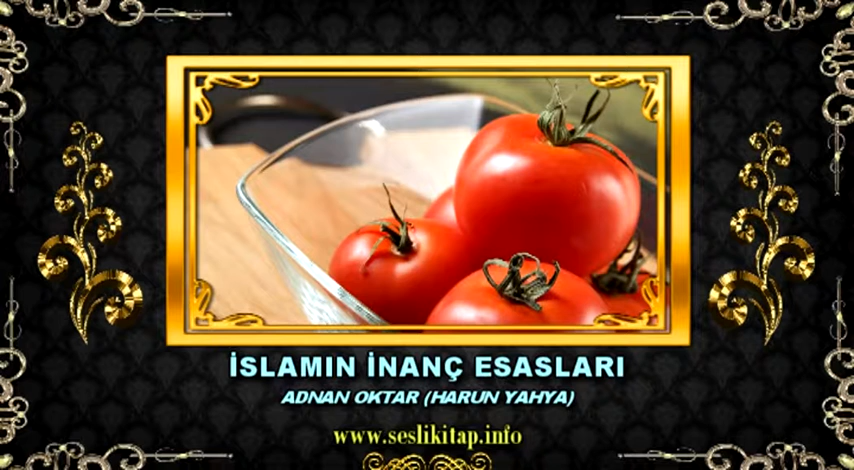 İSLAMIN İNANÇ ESASLARI
ADNAN OKTAR (HARUN YAHYA)
www.seslikitap.info